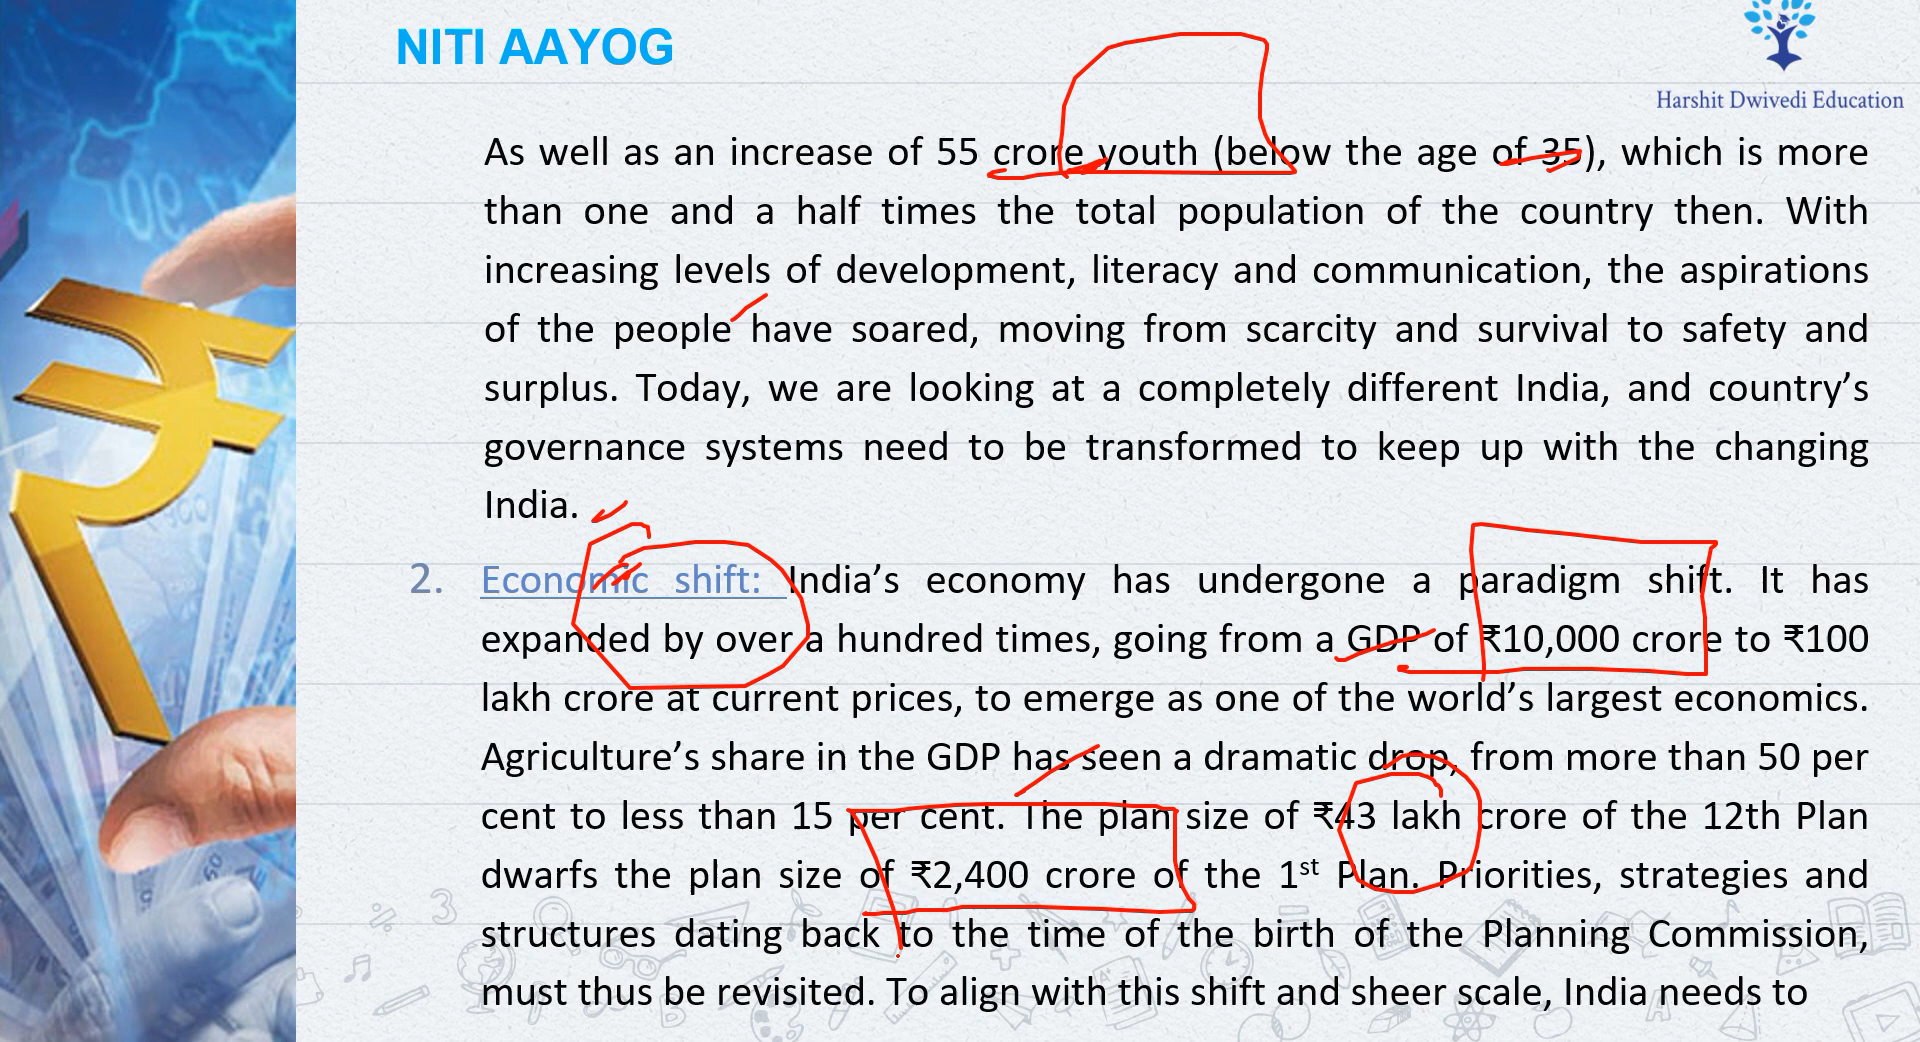 NITI AAYOG
Harshit Dwivedi Education
As well as an increase of 55 crore youth (below the age of 35), which is more
than one and a half times the total population of the country then. With
increasing levels of development, literacy and communication, the aspirations
of the people have soared, moving from scarcity and survival to safety and
surplus. Today, we are looking at a completely different India, and country’s
governance systems need to be transformed to keep up with the changing
India.
2. Economic shift: India’s economy has undergone a paradigm shift. It has
expanded by over a hundred times, going from a GDP of ₹10,000 crore to ₹100
lakh crore at current prices, to emerge as one of the world’s largest economics.
Agriculture’s share in the GDP has seen a dramatic drop, from more than 50 per
cent to less than 15 per cent. The plan size of ₹43 lakh crore of the 12th Plan
dwarfs the plan size of ₹2,400 crore of the 1st Plan. Priorities, strategies and
structures dating back to the time of the birth of the Planning Commission,
must thus be revisited. To align with this shift and sheer scale, India needs to